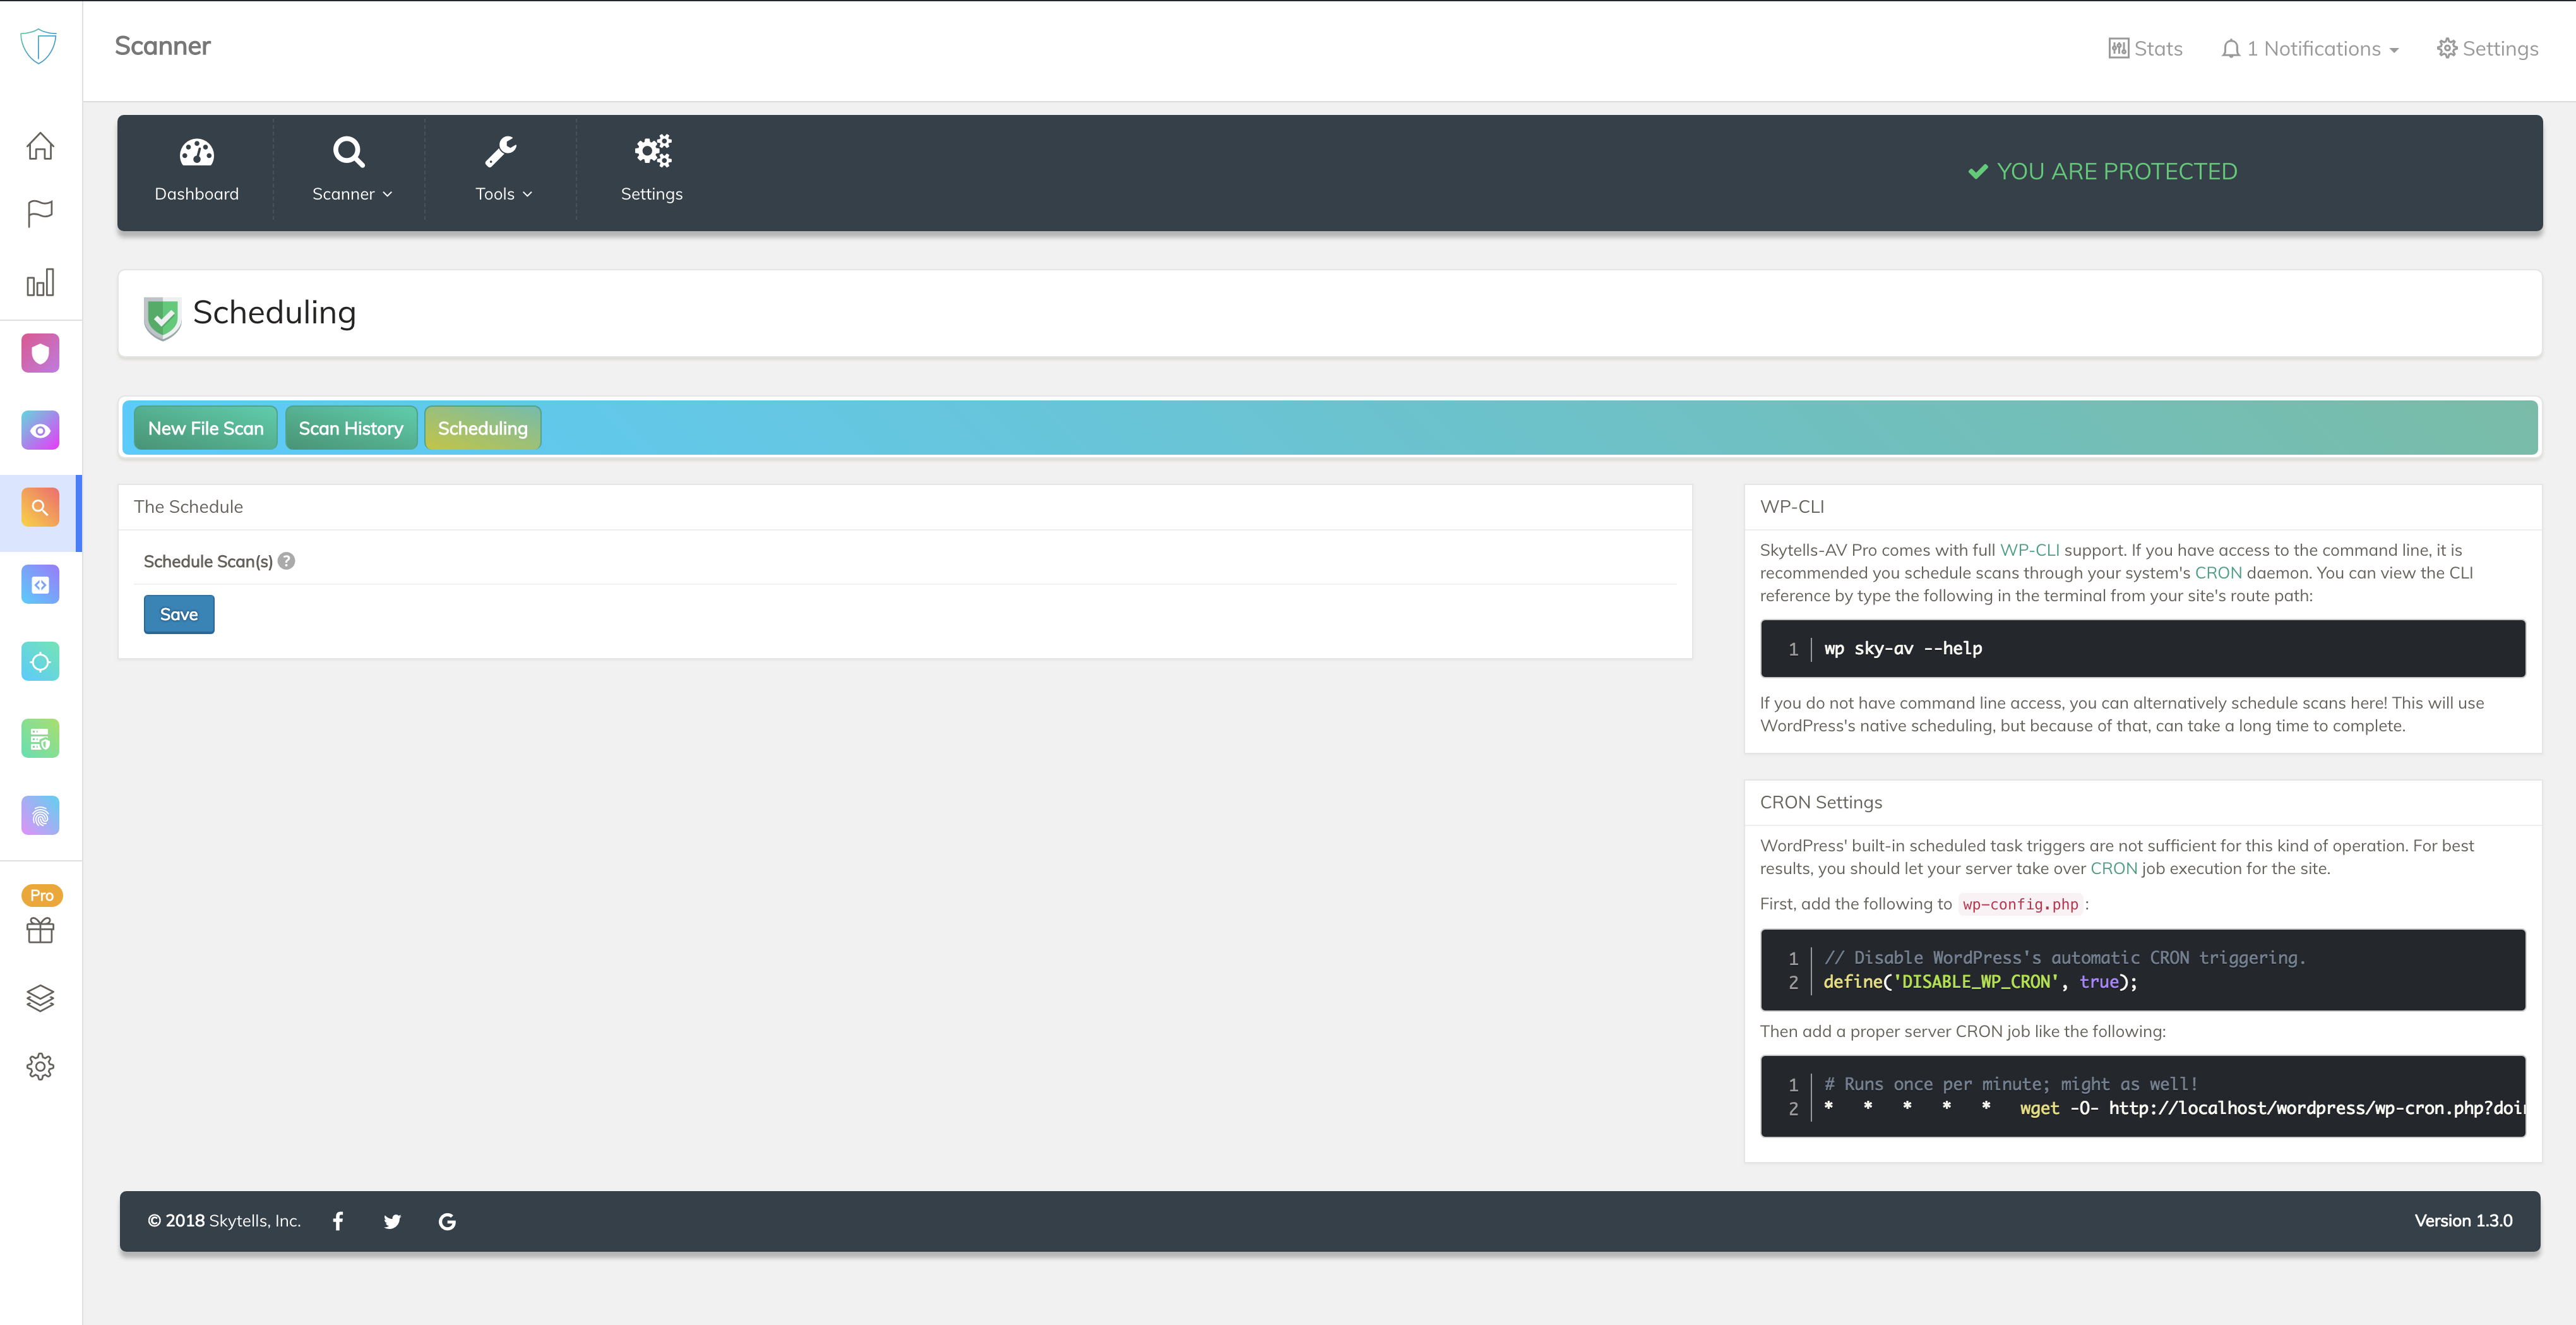 Scanner
Stats
1 Notifications
Settings
Dashboard
Scanner
Tools
Settings
YOU ARE PROTECTED
Scheduling
New File Scan
Scan History
Scheduling
The Schedule
Schedule Scan(s) ?
Save
WP-CLI
Skytells-AV Pro comes with full WP-CLI support. If you have access to the command line, it is
recommended you schedule scans through your system's CRON daemon. You can view the CLI
reference by type the following in the terminal from your site's route path:
1 wp sky-av --help
If you do not have command line access, you can alternatively schedule scans here! This will use
WordPress's native scheduling, but because of that, can take a long time to complete.
CRON Settings
WordPress' built-in scheduled task triggers are not sufficient for this kind of operation. For best
results, you should let your server take over CRON job execution for the site.
First, add the following to wp-config.php:
1 // Disable WordPress's automatic CRON triggering.
2 define('DISABLE_WP_CRON', true);
Then add a proper server CRON job like the following:
1 # Runs once per minute; might as well!
2 * * * * * wget -O- http://localhost/wordpress/wp-cron.php?doi
Pro
© 2018 Skytells, Inc.
Version 1.3.0